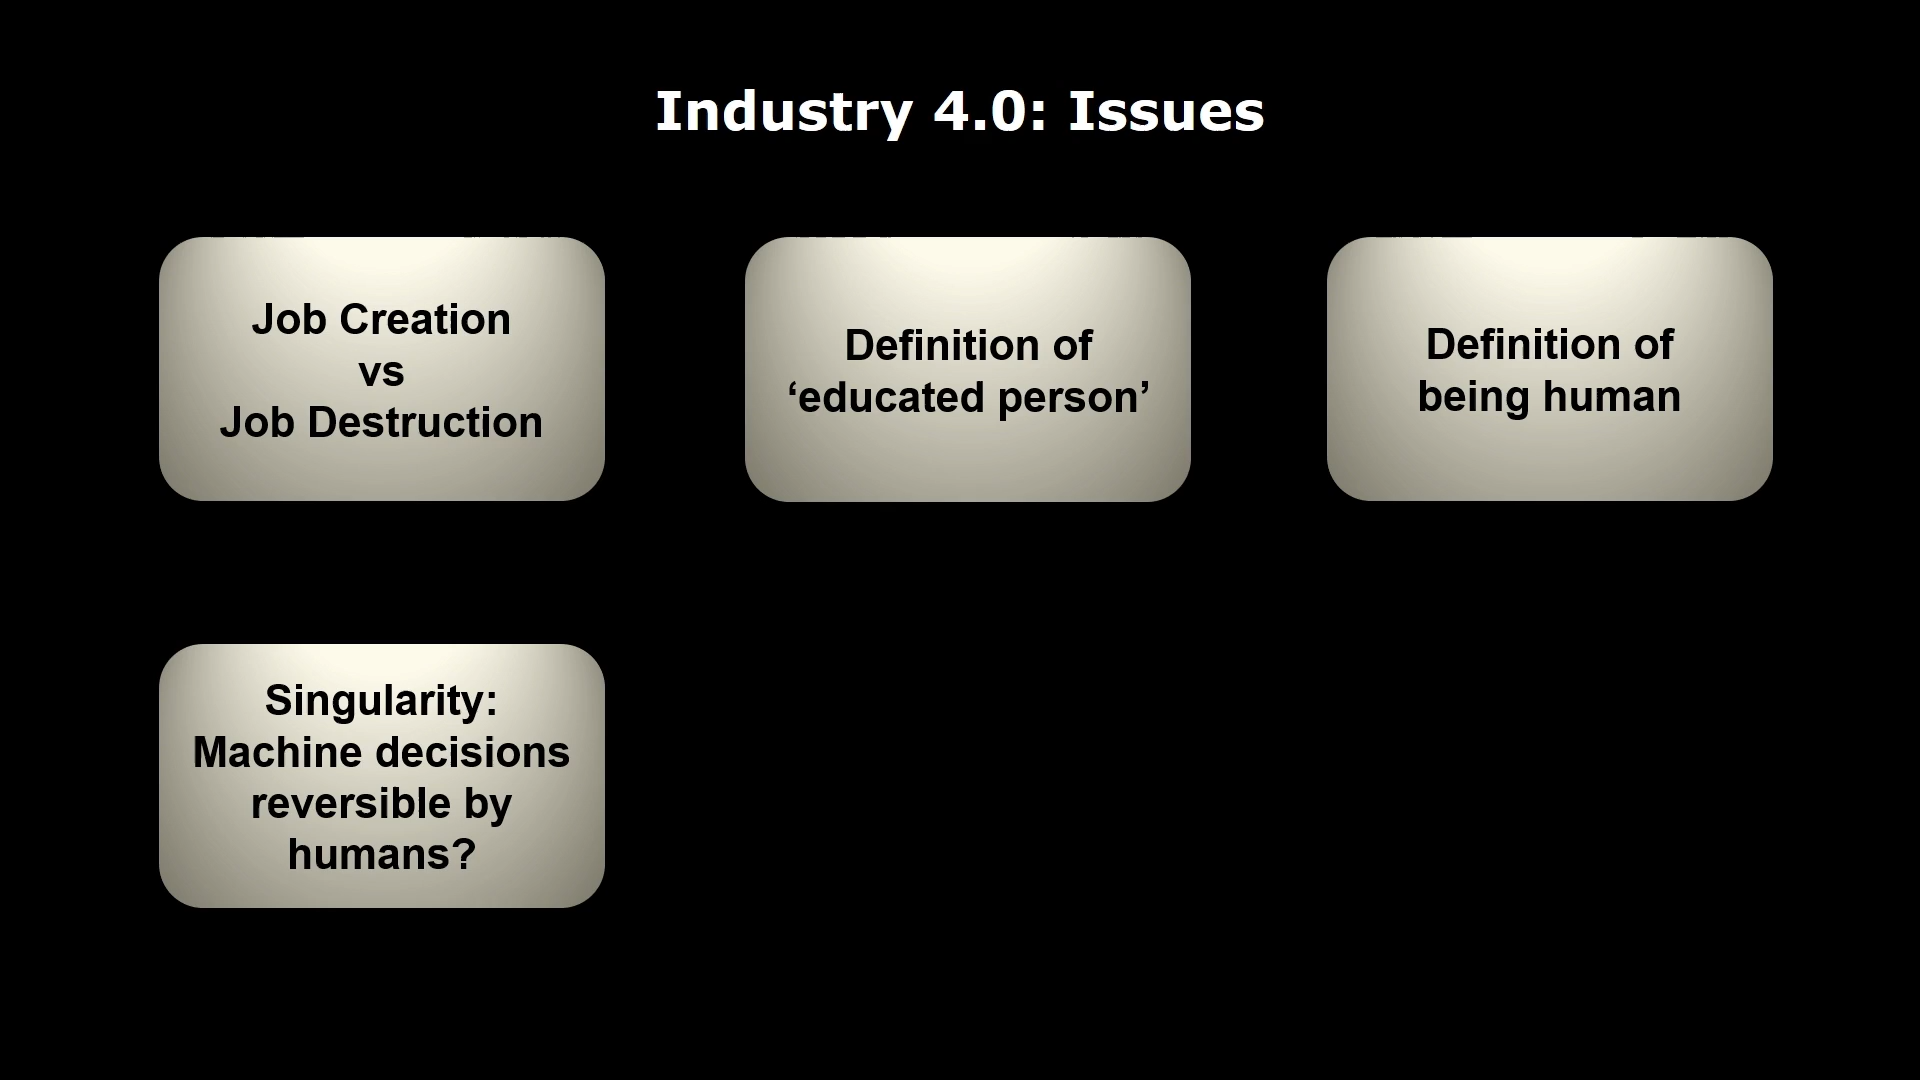 Industry 4.0: Issues
Job Creation
vs
Job Destruction
Definition of
‘educated person’
Definition of
being human
Singularity:
Machine decisions
reversible by
humans?